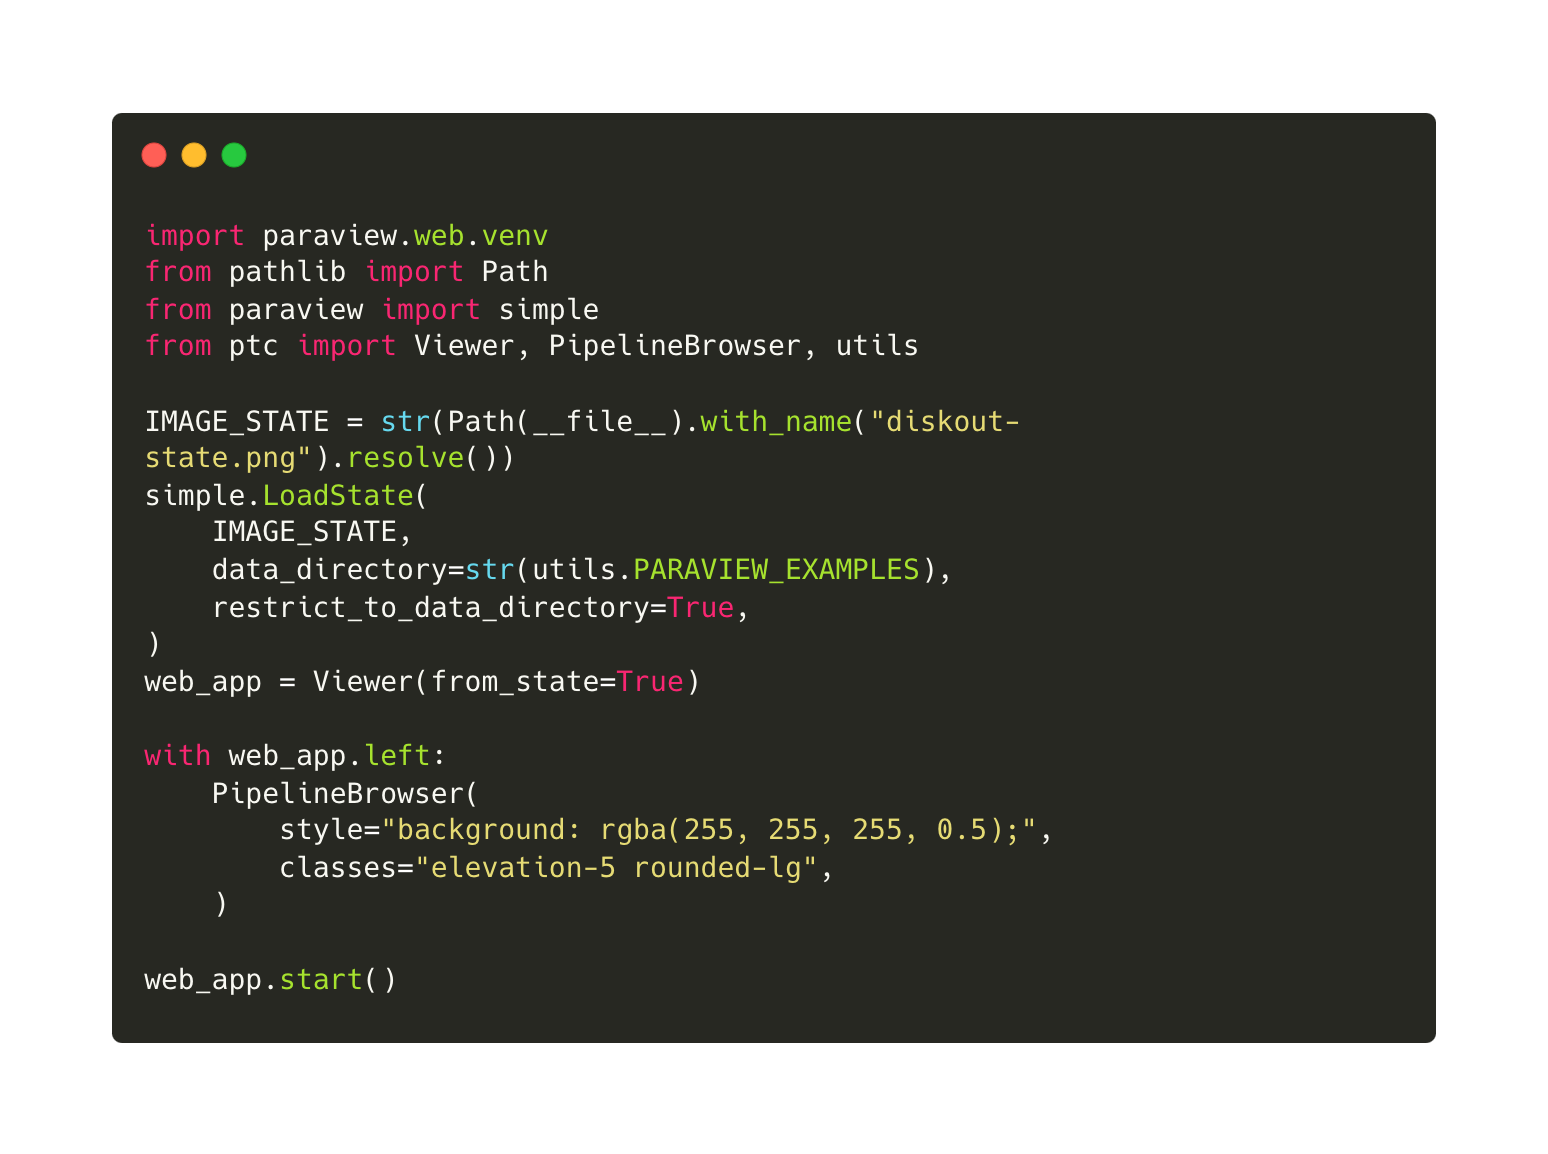 import paraview.web.venv
from pathlib import Path
from paraview import simple
from ptc import Viewer, PipelineBrowser, utils

IMAGE_STATE = str(Path(__file__).with_name("diskout-
state.png").resolve())
simple.LoadState(
    IMAGE_STATE,
    data_directory=str(utils.PARAVIEW_EXAMPLES),
    restrict_to_data_directory=True,
)
web_app = Viewer(from_state=True)

with web_app.left:
    PipelineBrowser(
        style="background: rgba(255, 255, 255, 0.5);",
        classes="elevation-5 rounded-lg",
    )

web_app.start()